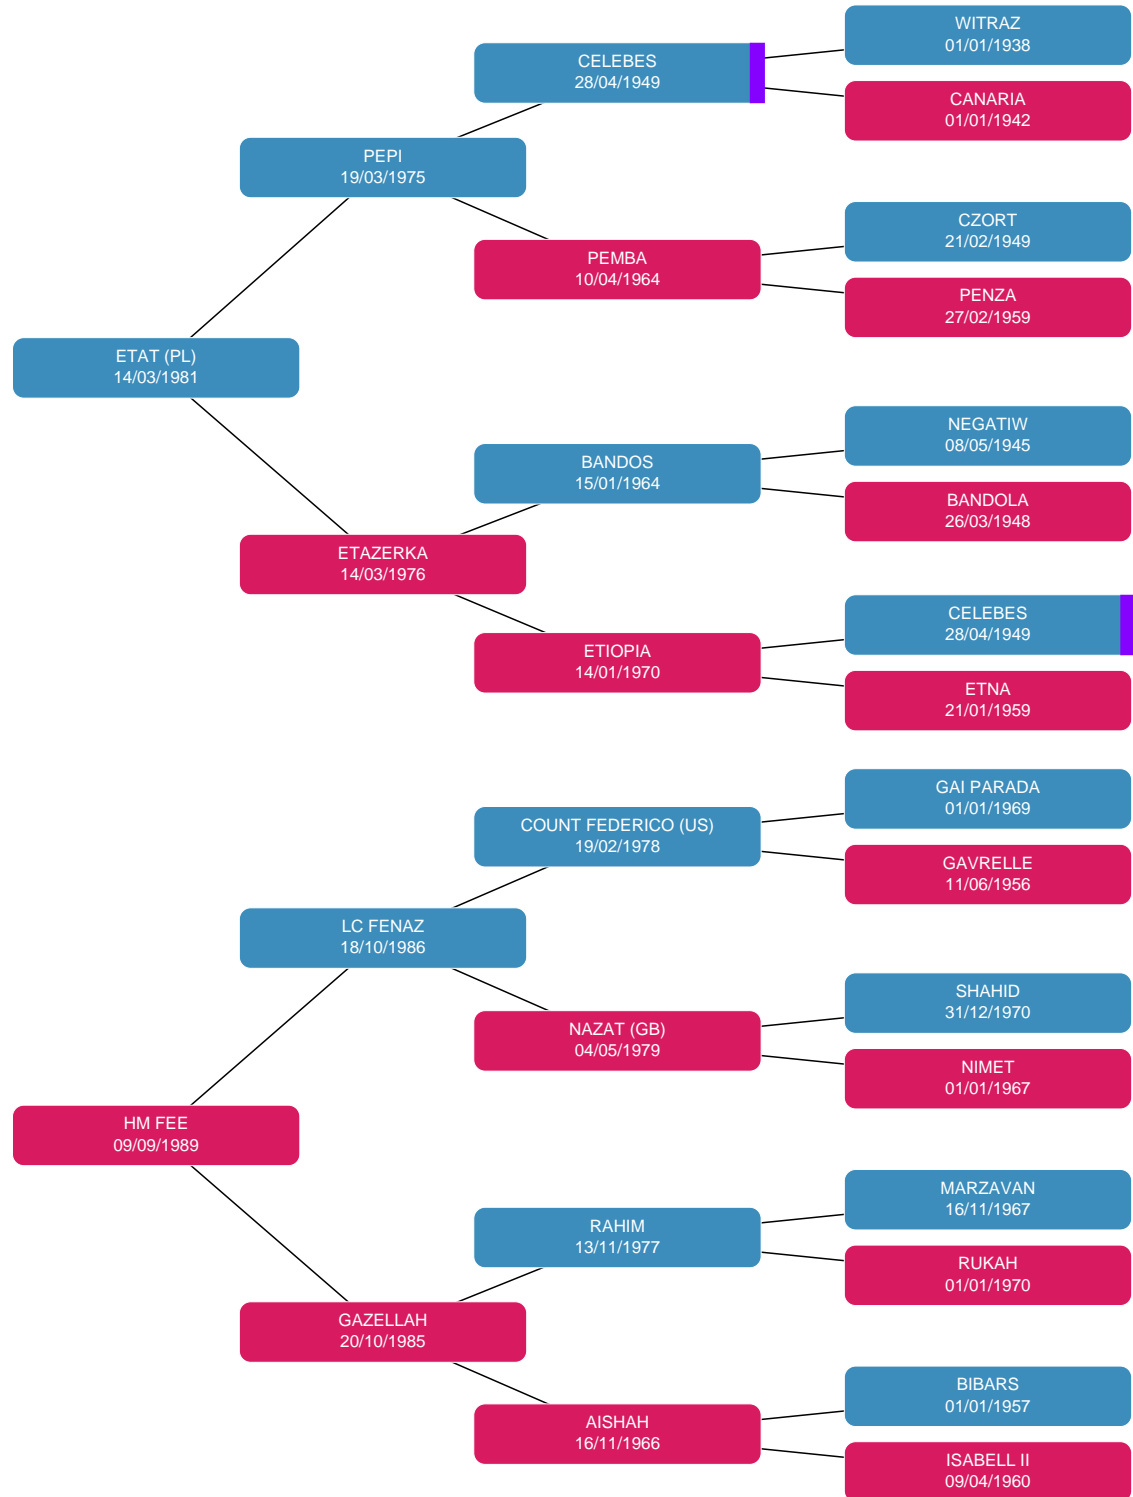 WITRAZ
01/01/1938
CELEBES
28/04/1949
CANARIA
01/01/1942
PEPI
19/03/1975
CZORT
21/02/1949
PEMBA
10/04/1964
PENZA
27/02/1959
ETAT (PL)
14/03/1981
NEGATIW
08/05/1945
BANDOS
15/01/1964
BANDOLA
26/03/1948
ETAZERKA
14/03/1976
CELEBES
28/04/1949
ETIOPIA
14/01/1970
ETNA
21/01/1959
GAI PARADA
01/01/1969
COUNT FEDERICO (US)
19/02/1978
GAVRELLE
11/06/1956
LC FENAZ
18/10/1986
SHAHID
31/12/1970
NAZAT (GB)
04/05/1979
NIMET
01/01/1967
HM FEE
09/09/1989
MARZAVAN
16/11/1967
RAHIM
13/11/1977
RUKAH
01/01/1970
GAZELLAH
20/10/1985
BIBARS
01/01/1957
AISHAH
16/11/1966
ISABELL II
09/04/1960